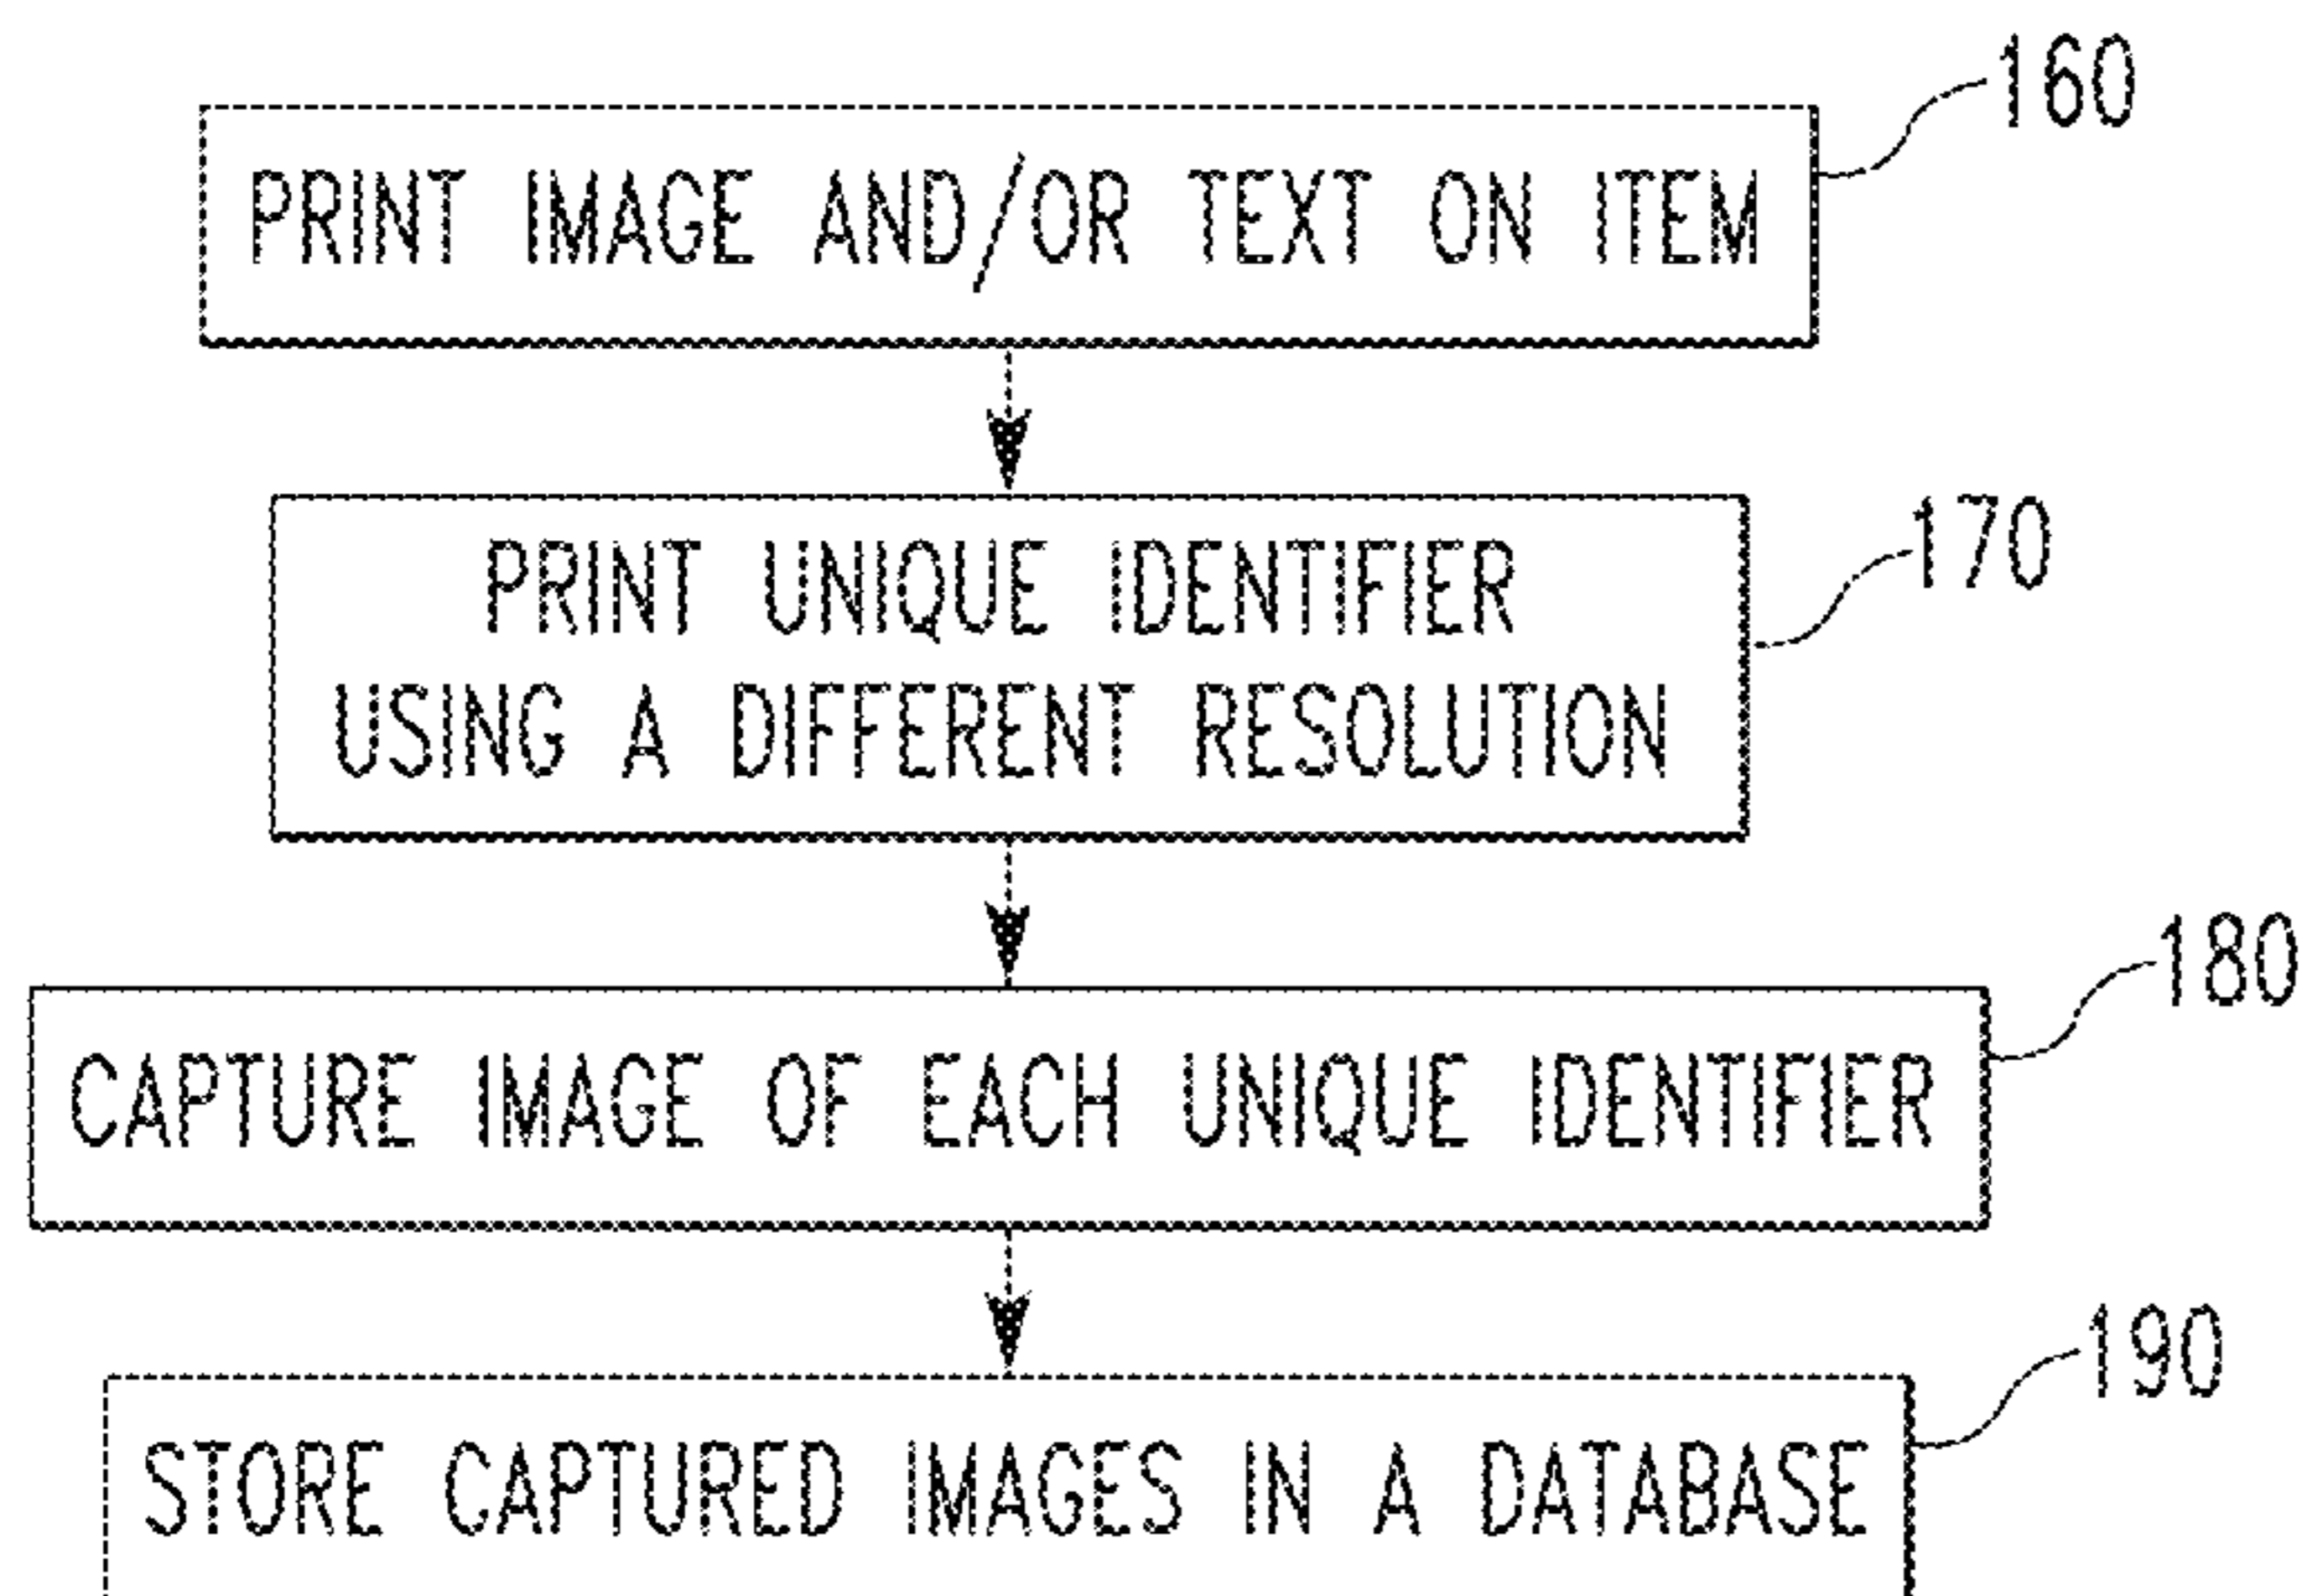 160
PRINT IMAGE AND/OR TEXT ON ITEM
170
PRINT UNIQUE IDENTIFIER
USING A DIFFERENT RESOLUTION
180
CAPTURE IMAGE OF EACH UNIQUE IDENTIFIER
190
STORE CAPTURED IMAGES IN A DATABASE